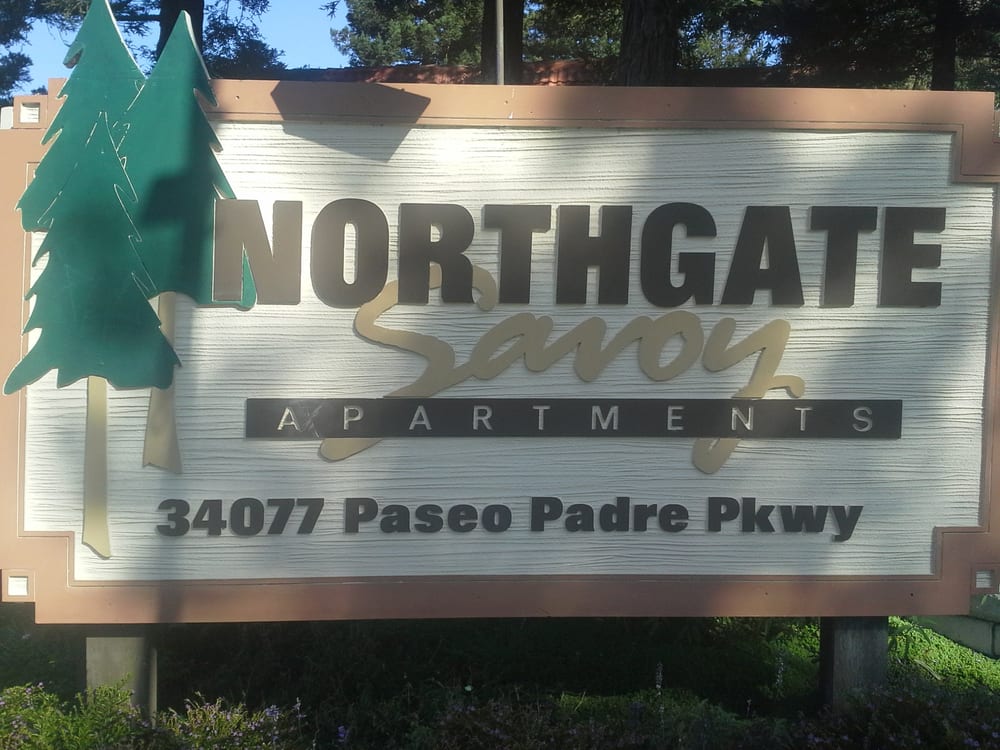 NORTHGATE
Savoy
APARTMENTS
34077 Paseo Padre Pkwy